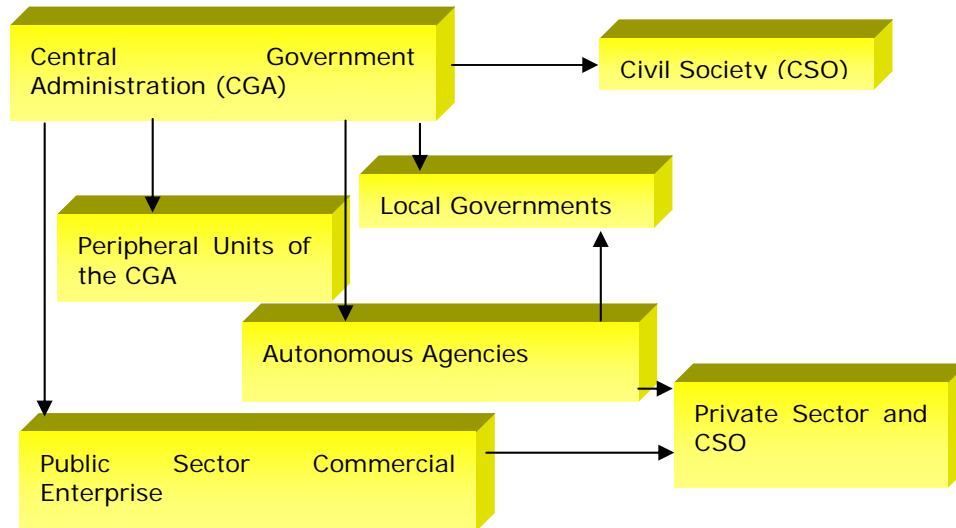 Central Government
Administration (CGA)
Civil Society (CSO)
Local Governments
Peripheral Units of
the CGA
Autonomous Agencies
Private Sector and
CSO
Public Sector Commercial
Enterprise